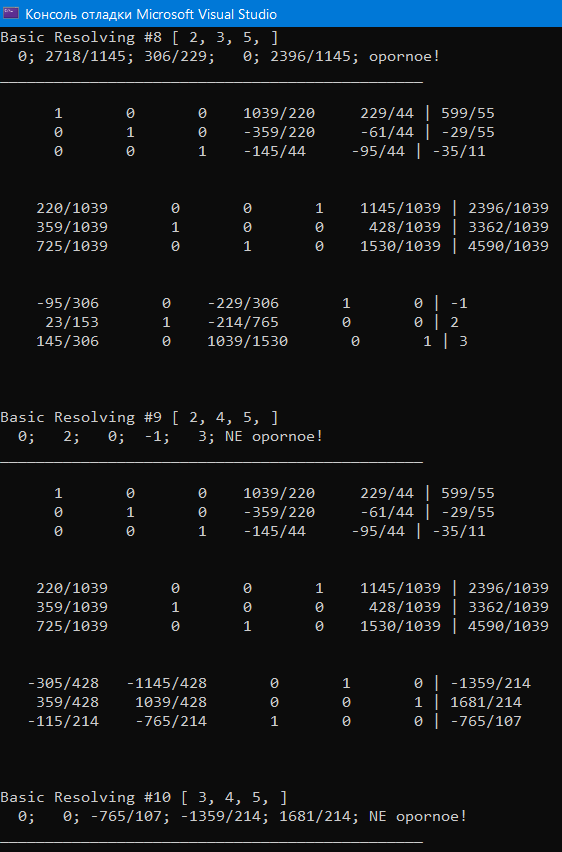 Консоль отладки Microsoft Visual Studio
Basic Resolving #8 [ 2, 3, 5, ]
0; 2718/1145; 306/229; 0; 2396/1145; opornoe!
1 0 0 1039/220 229/44 | 599/55
0 1 0 -359/220 -61/44 | -29/55
0 0 1 -145/44 -95/44 | -35/11
220/1039 0 0 1 1145/1039 | 2396/1039
359/1039 1 0 0 428/1039 | 3362/1039
725/1039 0 1 0 1530/1039 | 4590/1039
-95/306 0 -229/306 1 0 | -1
23/153 1 -214/765 0 0 | 2
145/306 0 1039/1530 0 1 | 3
Basic Resolving #9 [ 2, 4, 5, ]
0; 2; 0; -1; 3; NE opornoe!
1 0 0 1039/220 229/44 | 599/55
0 1 0 -359/220 -61/44 | -29/55
0 0 1 -145/44 -95/44 | -35/11
220/1039 0 0 1 1145/1039 | 2396/1039
359/1039 1 0 0 428/1039 | 3362/1039
725/1039 0 1 0 1530/1039 | 4590/1039
-305/428 -1145/428 0 1 0 | -1359/214
359/428 1039/428 0 0 1 | 1681/214
-115/214 -765/214 1 0 0 | -765/107
Basic Resolving #10 [ 3, 4, 5, ]
0; 0; -765/107; -1359/214; 1681/214; NE opornoe!